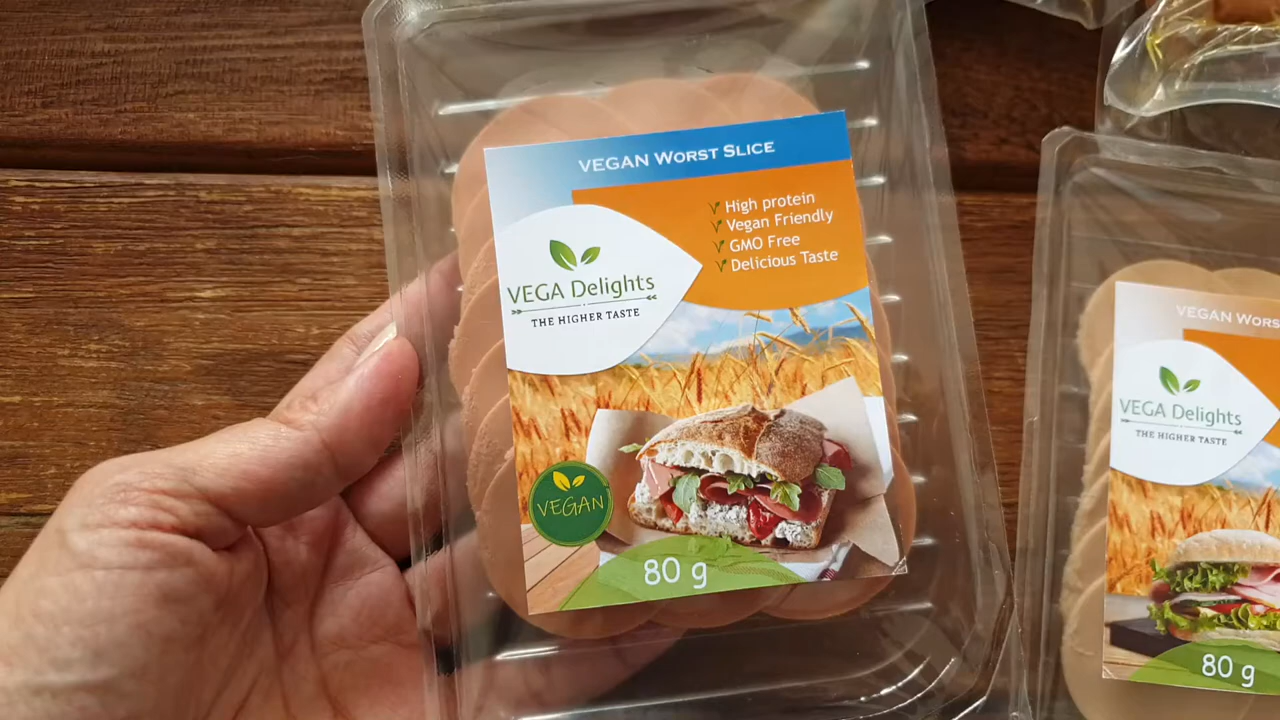 VEGAN WORST SLICE
High protein
Vegan Friendly
GMO Free
Delicious Taste
VEGA Delights
THE HIGHER TASTE
VEGAN
80 g
VEGAN
VEGA Delights
THE HIGHER TASTE
80 g